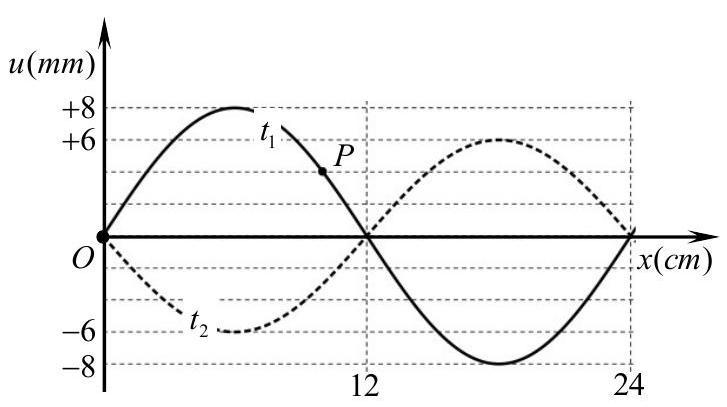 u(mm)
+8
+6
t₁
P
O
x(cm)
−6
t₂
−8
12
24